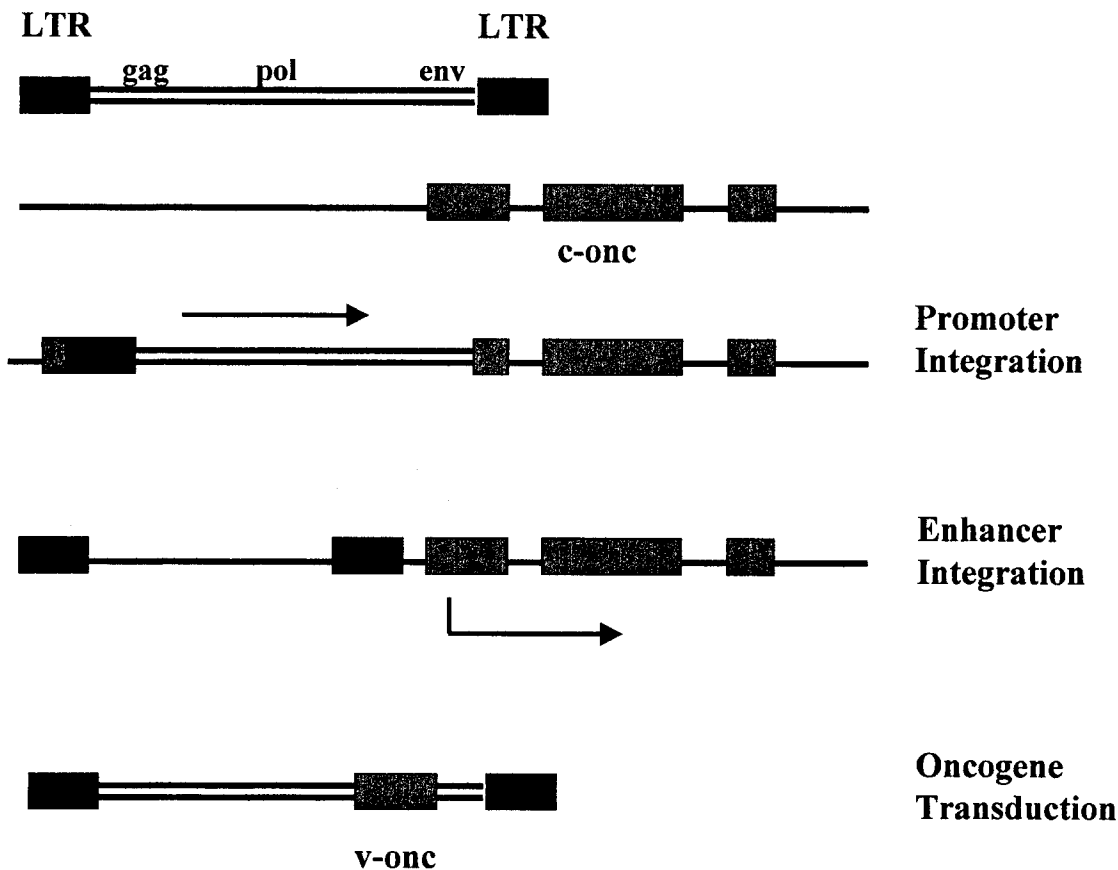 LTR LTR
gag pol env
c-onc
Promoter
Integration
Enhancer
Integration
Oncogene
Transduction
v-onc